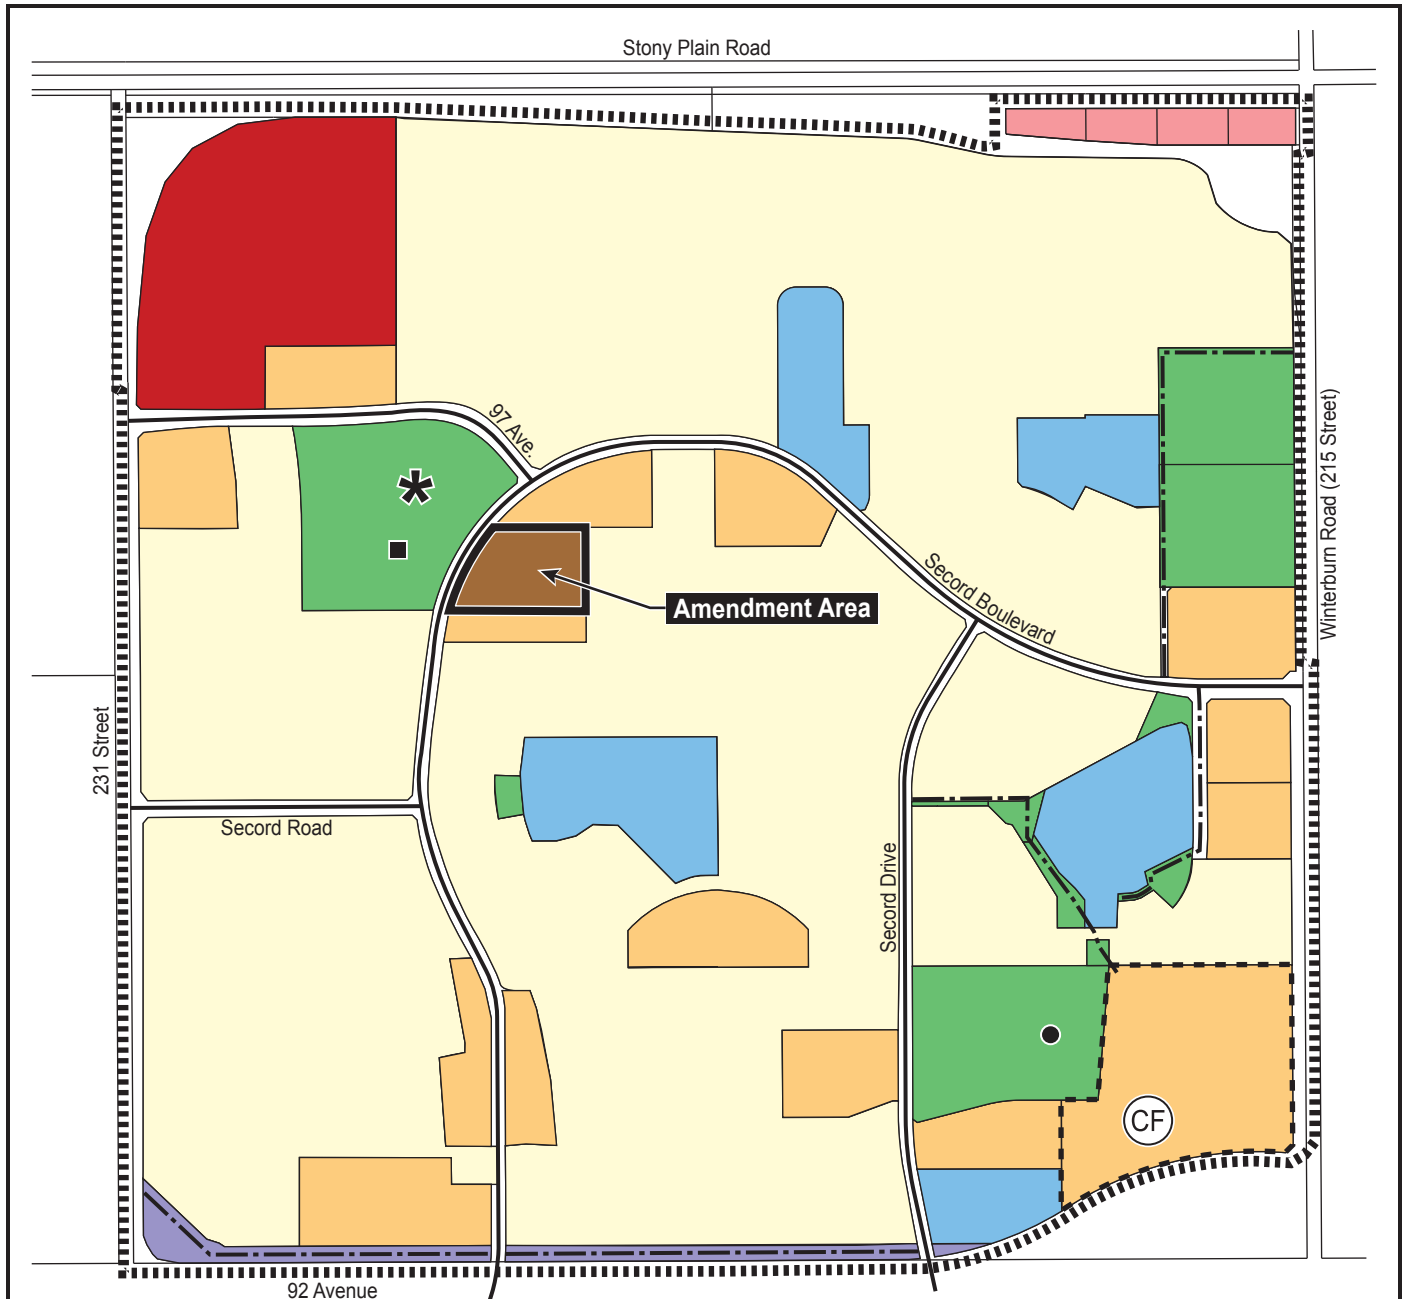 Stony Plain Road
97 Ave.
Winterburn Road (215 Street)
Second Boulevard
Amendment Area
231 Street
Secord Road
Secord Drive
CF
92 Avenue